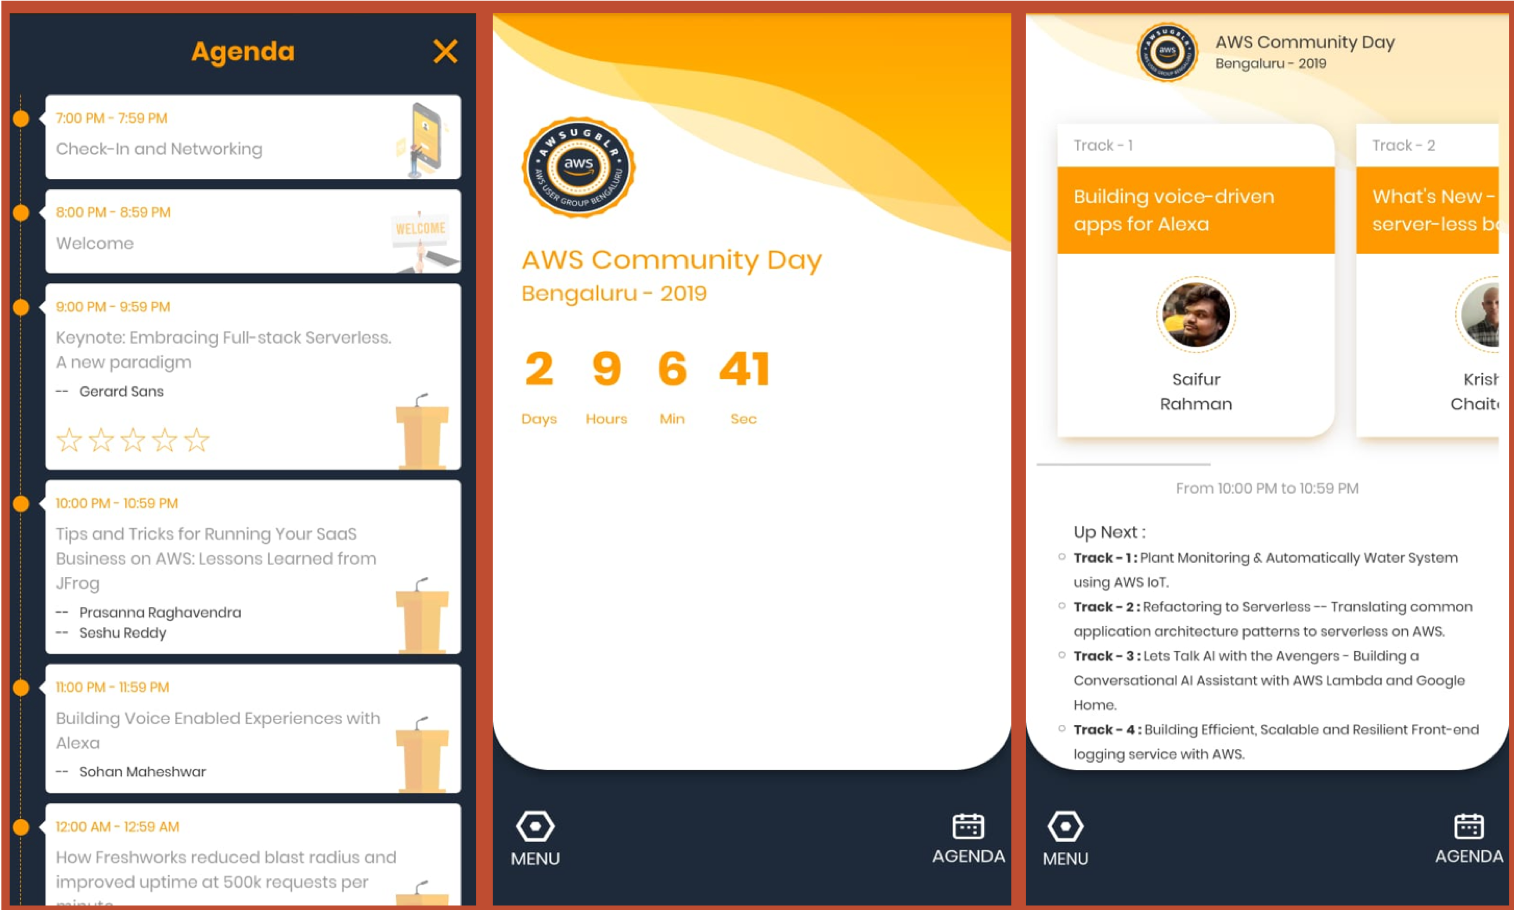 Agenda
7:00 PM - 7:59 PM
Check-In and Networking
8:00 PM - 8:59 PM
Welcome
WELCOME
9:00 PM - 9:59 PM
Keynote: Embracing Full-stack Serverless.
A new paradigm
-- Gerard Sans
10:00 PM - 10:59 PM
Tips and Tricks for Running Your SaaS
Business on AWS: Lessons Learned from
JFrog
-- Prasanna Raghavendra
-- Seshu Reddy
11:00 PM - 11:59 PM
Building Voice Enabled Experiences with
Alexa
-- Sohan Maheshwar
12:00 AM - 12:59 AM
How Freshworks reduced blast radius and
improved uptime at 500k requests per
minute
AWSUGBLR
aws
AWS USER GROUP BENGALURU
AWS Community Day
Bengaluru - 2019
2 9 6 41
Days Hours Min Sec
MENU
AGENDA
AWSUGBLR
aws
AWS Community Day
Bengaluru - 2019
Track - 1
Building voice-driven
apps for Alexa
Saifur
Rahman
Track - 2
What's New -
server-less
Krish
Chait
From 10:00 PM to 10:59 PM
Up Next :
Track - 1 : Plant Monitoring & Automatically Water System
using AWS IoT.
Track - 2 : Refactoring to Serverless -- Translating common
application architecture patterns to serverless on AWS.
Track - 3 : Lets Talk AI with the Avengers - Building a
Conversational AI Assistant with AWS Lambda and Google
Home.
Track - 4 : Building Efficient, Scalable and Resilient Front-end
logging service with AWS.
MENU
AGENDA